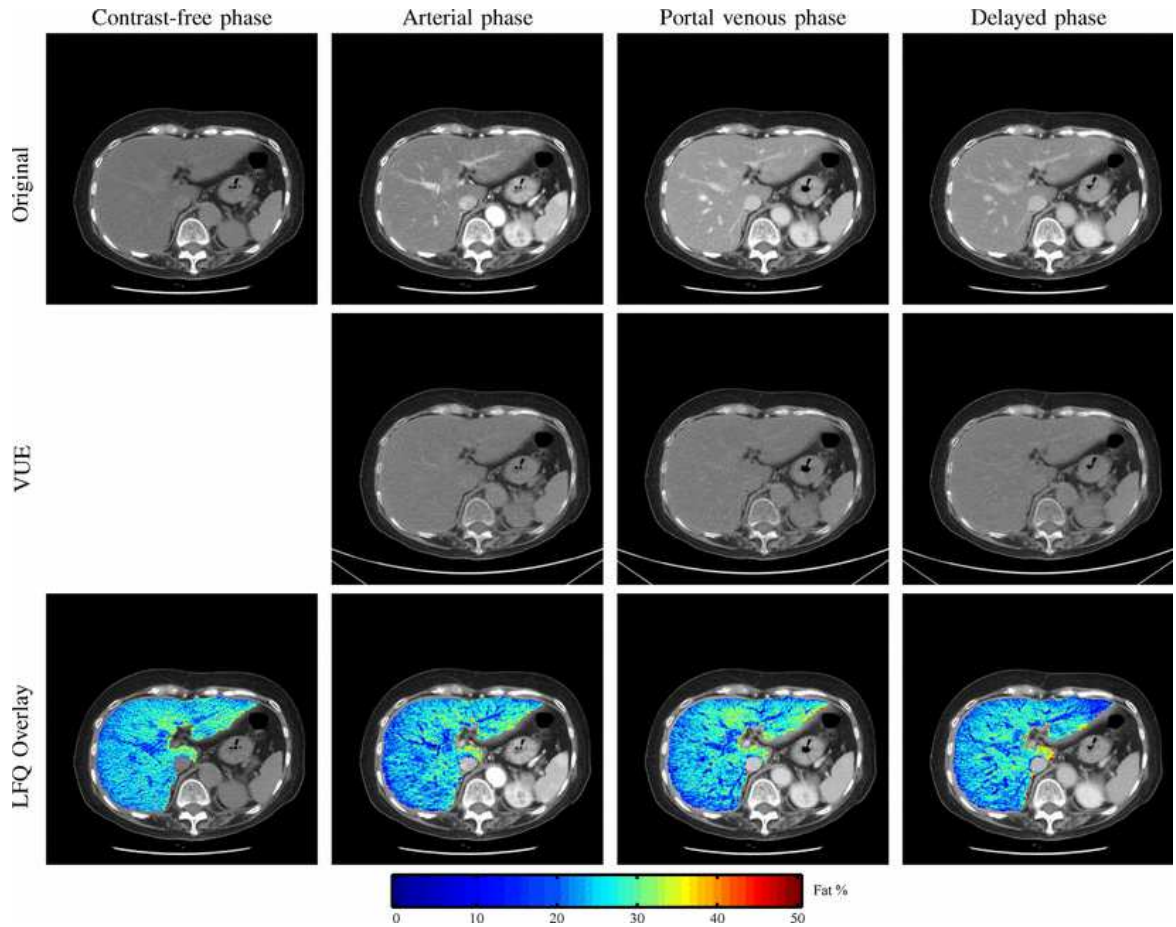 Contrast-free phase Arterial phase Portal venous phase Delayed phase
Original
VUE
LFQ Overlay
Fat %
0 10 20 30 40 50